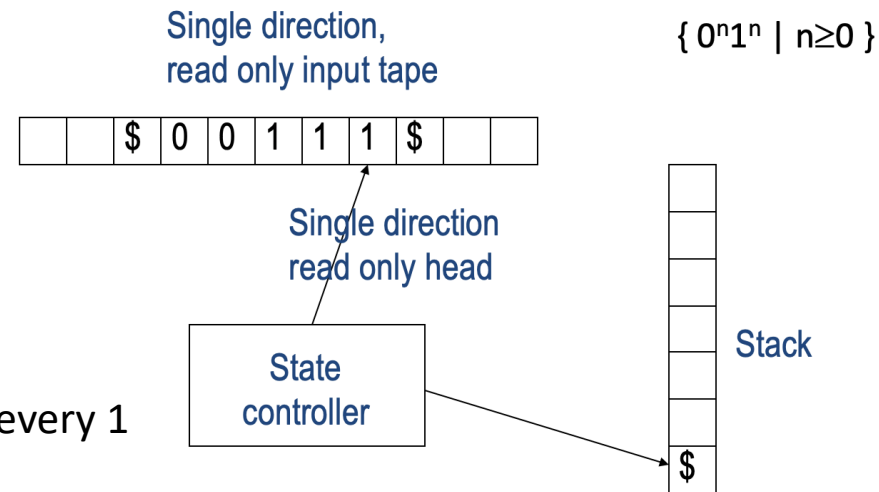 Single direction,
read only input tape
{ 0ⁿ1ⁿ | n≥0 }
$ 0 0 1 1 1 $
Single direction
read only head
State
controller
Stack
every 1
$